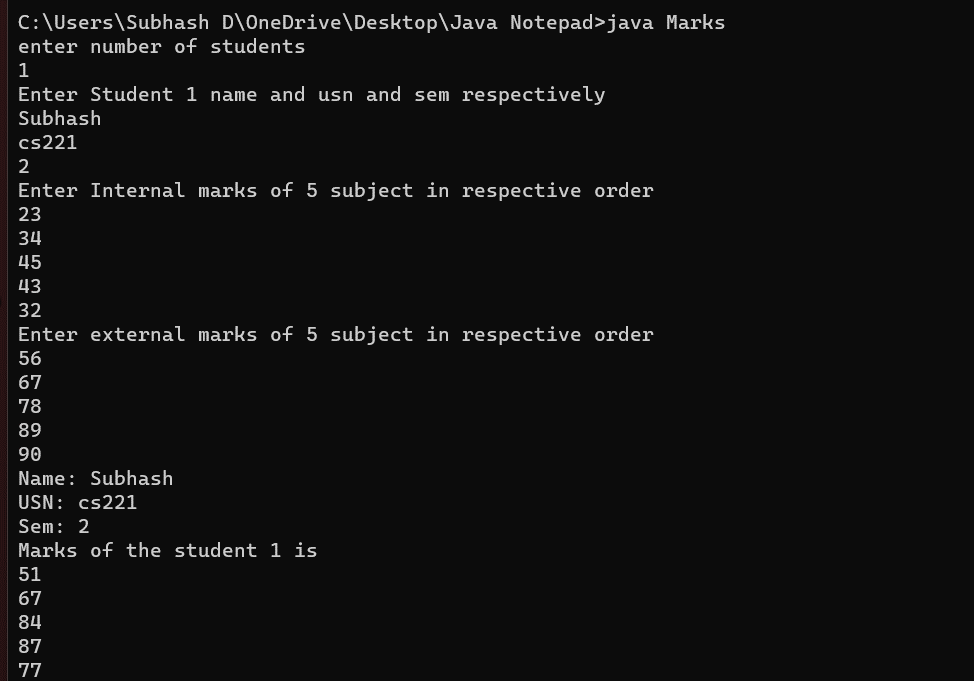 C:\Users\Subhash D\OneDrive\Desktop\Java Notepad>java Marks
enter number of students
1
Enter Student 1 name and usn and sem respectively
Subhash
cs221
2
Enter Internal marks of 5 subject in respective order
23
34
45
43
32
Enter external marks of 5 subject in respective order
56
67
78
89
90
Name: Subhash
USN: cs221
Sem: 2
Marks of the student 1 is
51
67
84
87
77